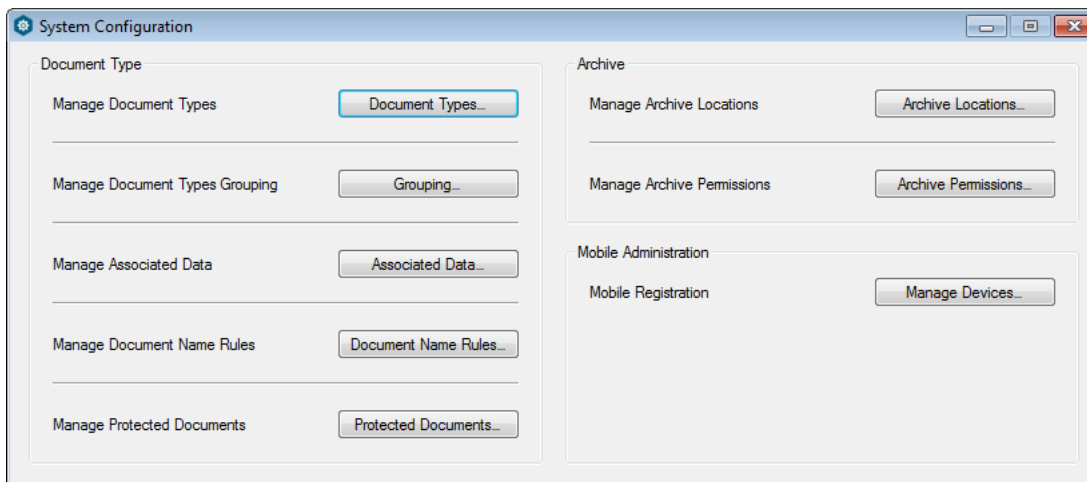 System Configuration
Document Type
Manage Document Types Document Types...
Manage Document Types Grouping Grouping...
Manage Associated Data Associated Data...
Manage Document Name Rules Document Name Rules...
Manage Protected Documents Protected Documents...
Archive
Manage Archive Locations Archive Locations...
Manage Archive Permissions Archive Permissions...
Mobile Administration
Mobile Registration Manage Devices...